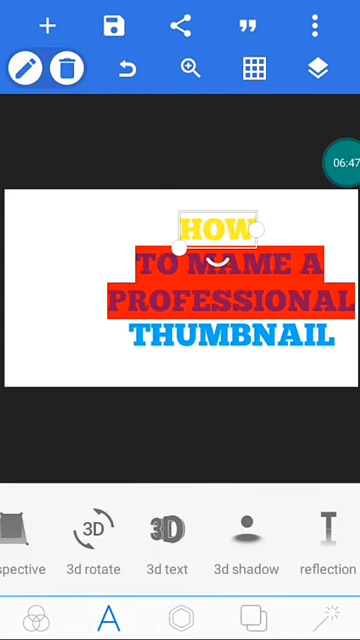 06:47
HOW
TO MAME A
PROFESSIONAL
THUMBNAIL
spective
3d rotate
3d text
3d shadow
reflection